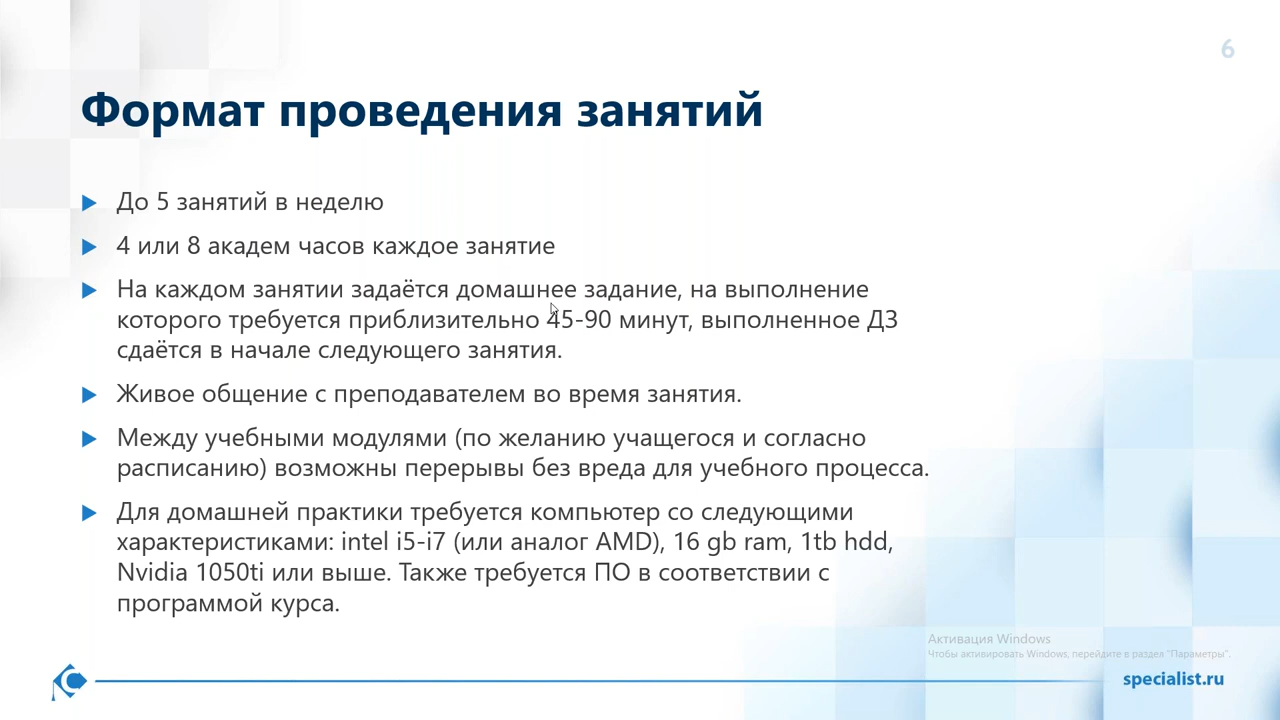 6
Формат проведения занятий
До 5 занятий в неделю
4 или 8 академ часов каждое занятие
На каждом занятии задаётся домашнее задание, на выполнение
которого требуется приблизительно 45-90 минут, выполненное ДЗ
сдаётся в начале следующего занятия.
Живое общение с преподавателем во время занятия.
Между учебными модулями (по желанию учащегося и согласно
расписанию) возможны перерывы без вреда для учебного процесса.
Для домашней практики требуется компьютер со следующими
характеристиками: intel i5-i7 (или аналог AMD), 16 gb ram, 1tb hdd,
Nvidia 1050ti или выше. Также требуется ПО в соответствии с
программой курса.
Активация Windows
Чтобы активировать Windows, перейдите в раздел "Параметры".
specialist.ru